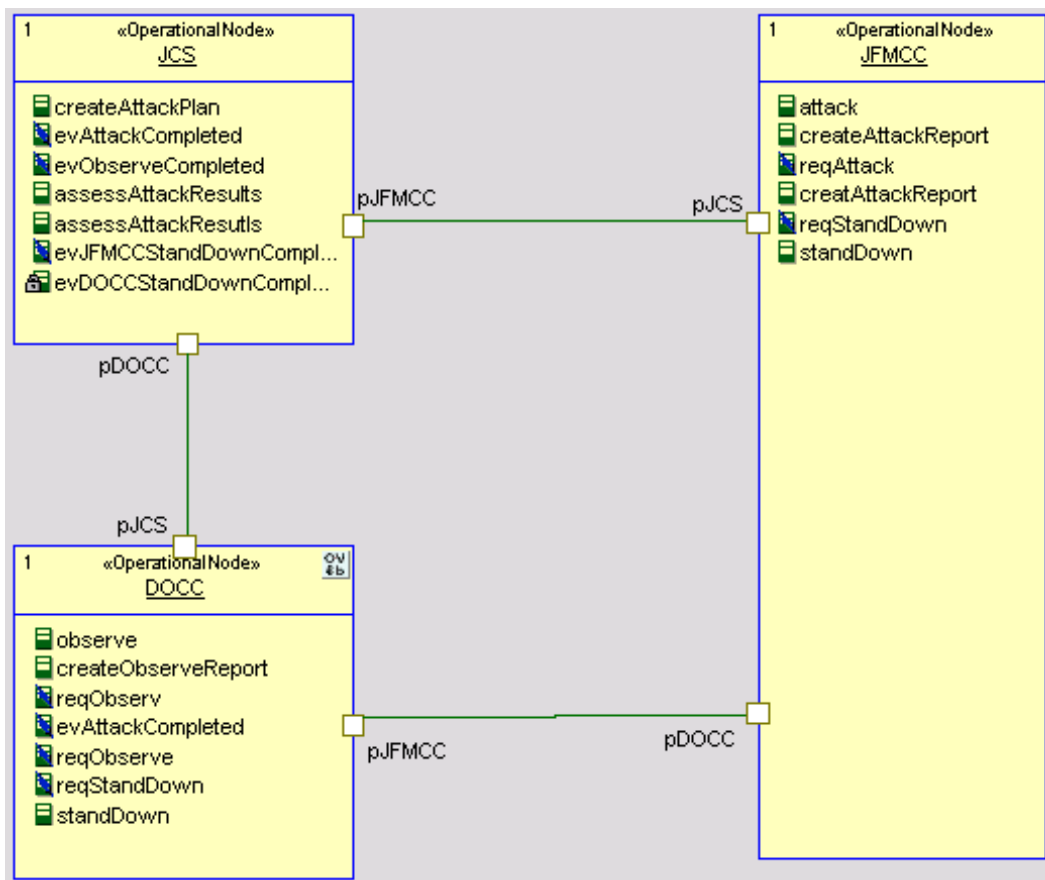 1 «OperationalNode»
JCS
createAttackPlan
evAttackCompleted
evObserveCompleted
assessAttackResults
assessAttackResutls
evJFMCCStandDownCompl...
evDOCCStandDownCompl...
pJFMCC
pDOCC
1 «OperationalNode»
JFMCC
attack
createAttackReport
reqAttack
creatAttackReport
reqStandDown
standDown
pJCS
pDOCC
pJCS
1 «OperationalNode»
DOCC
observe
createObserveReport
reqObserv
evAttackCompleted
reqObserve
reqStandDown
standDown
pJFMCC